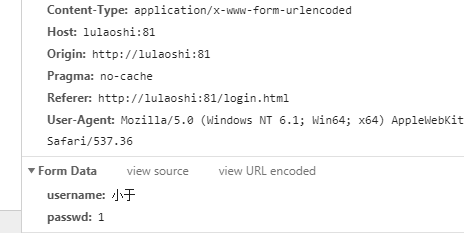 Content-Type: application/x-www-form-urlencoded
Host: lulaoshi:81
Origin: http://lulaoshi:81
Pragma: no-cache
Referer: http://lulaoshi:81/login.html
User-Agent: Mozilla/5.0 (Windows NT 6.1; Win64; x64) AppleWebKit
Safari/537.36
Form Data view source view URL encoded
username: 小于
passwd: 1